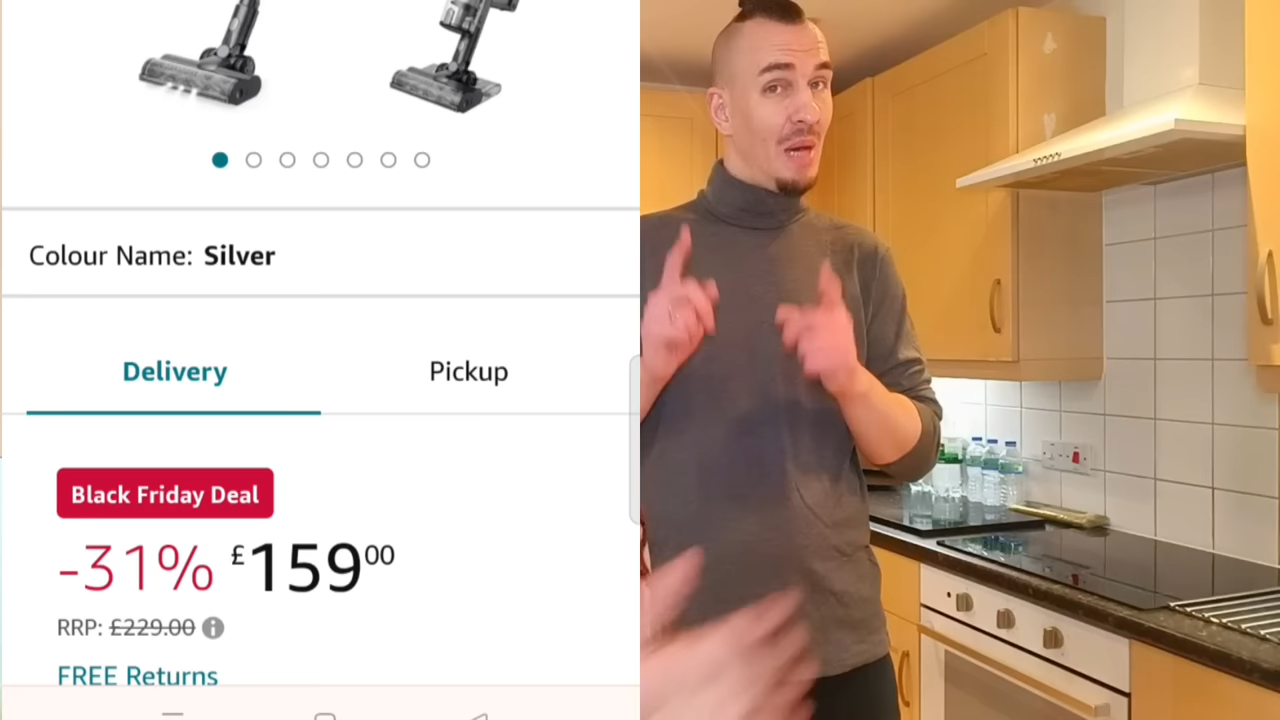 Colour Name: Silver
Delivery
Pickup
Black Friday Deal
-31% £159⁰⁰
RRP: £229.00
FREE Returns